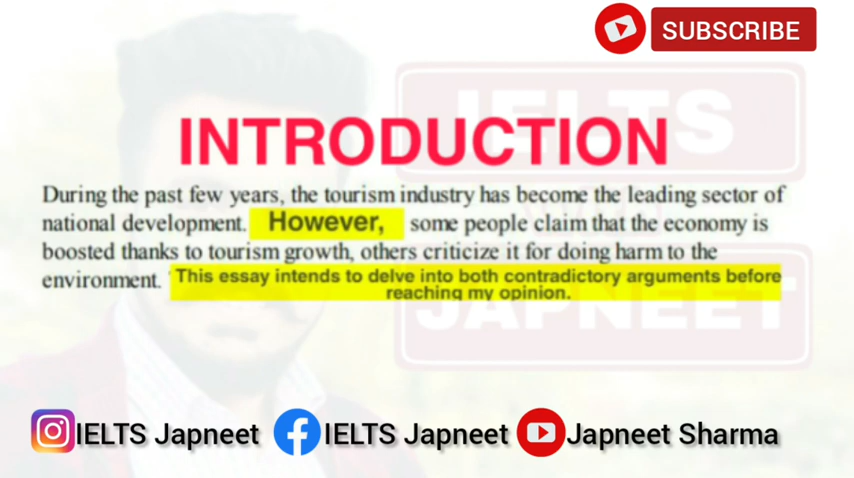 SUBSCRIBE
IELTS
INTRODUCTION
During the past few years, the tourism industry has become the leading sector of
national development. However, some people claim that the economy is
boosted thanks to tourism growth, others criticize it for doing harm to the
environment. This essay intends to delve into both contradictory arguments before
reaching my opinion.
JAPNEET
IELTS Japneet IELTS Japneet Japneet Sharma